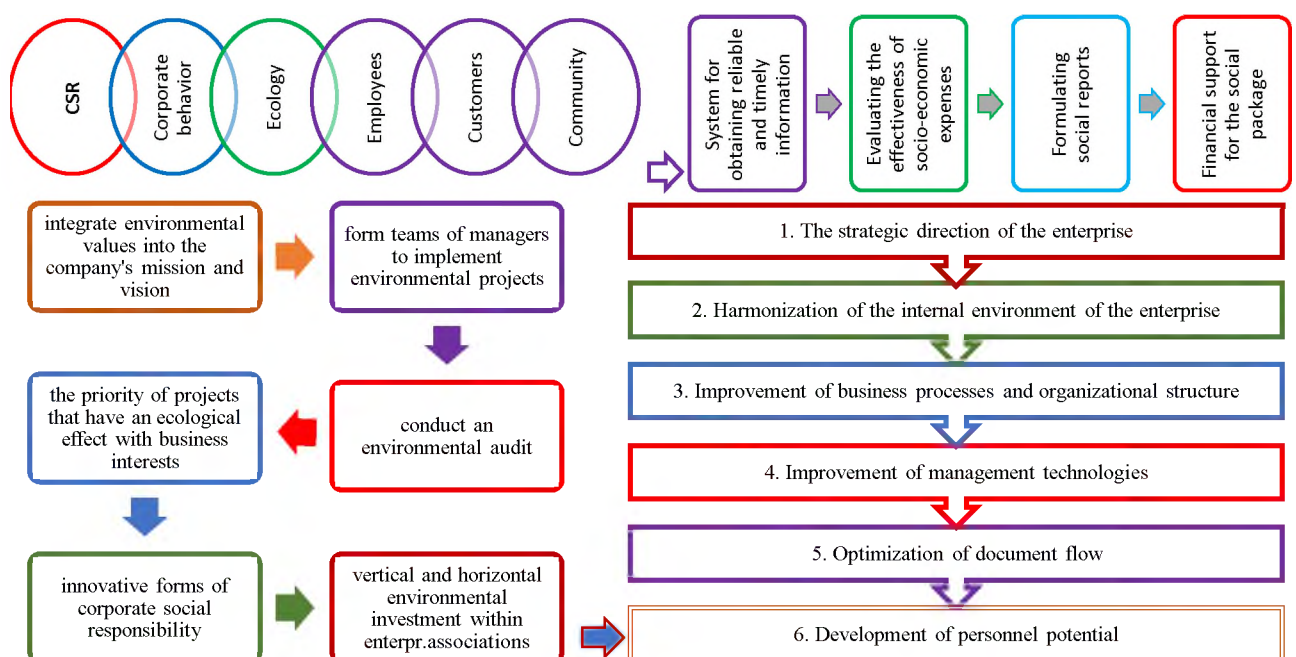 CSR
Corporate
behavior
Ecology
Employees
Customers
Community
System for
obtaining reliable
and timely
information
Evaluating the
effectiveness of
socio-economic
expenses
Formulating
social reports
Financial support
for the social
package
integrate environmental
values into the
company's mission and
vision
form teams of managers
to implement
environmental projects
the priority of projects
that have an ecological
effect with business
interests
conduct an
environmental audit
innovative forms of
corporate social
responsibility
vertical and horizontal
environmental
investment within
enterpr.associations
1. The strategic direction of the enterprise
2. Harmonization of the internal environment of the enterprise
3. Improvement of business processes and organizational structure
4. Improvement of management technologies
5. Optimization of document flow
6. Development of personnel potential